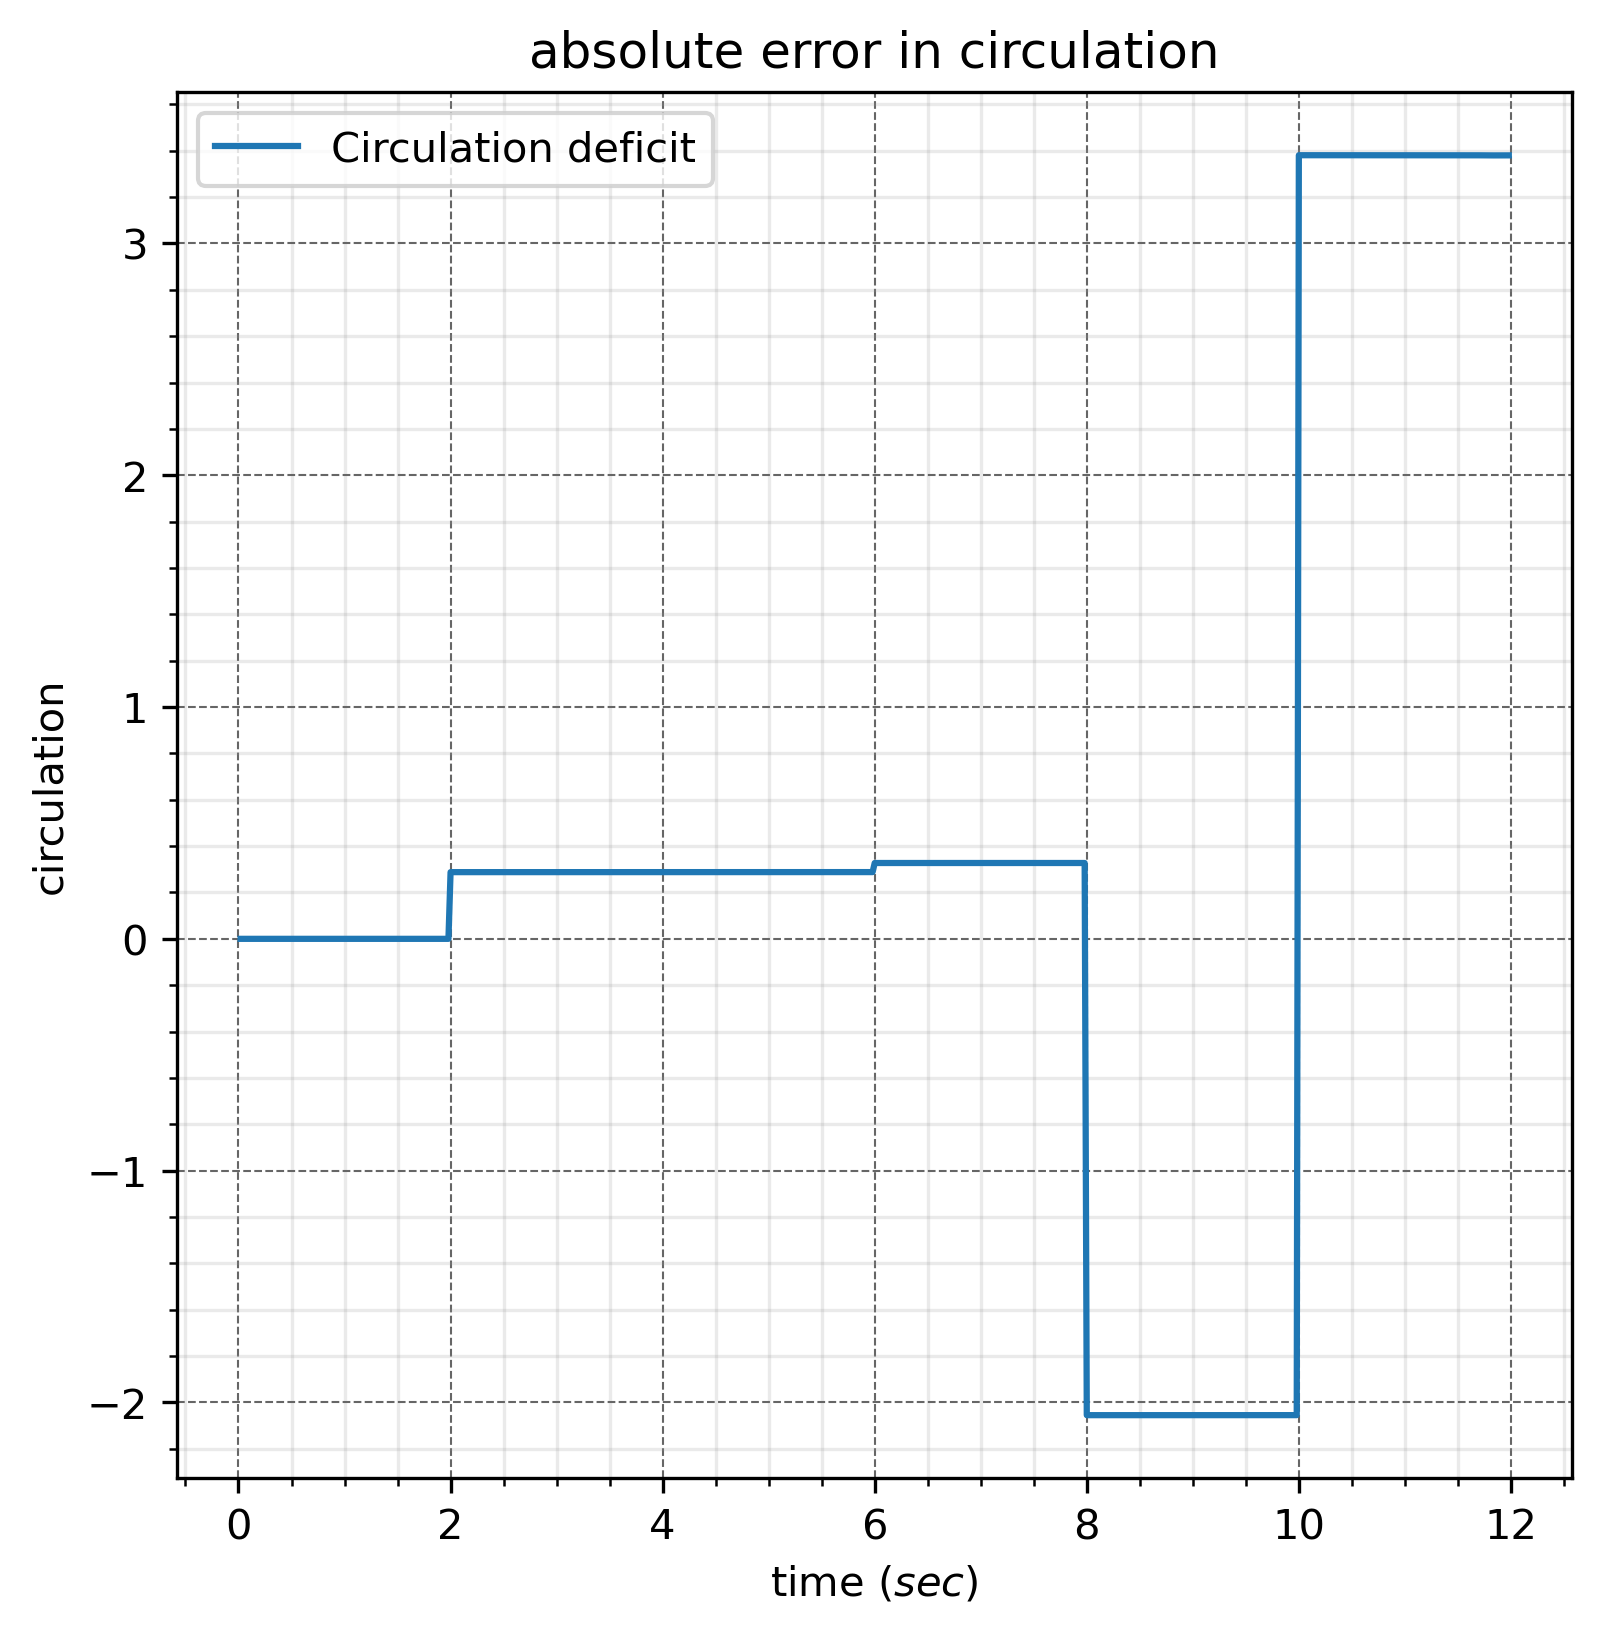 absolute error in circulation
Circulation deficit
circulation
3
2
1
0
−1
−2
0 2 4 6 8 10 12
time (sec)